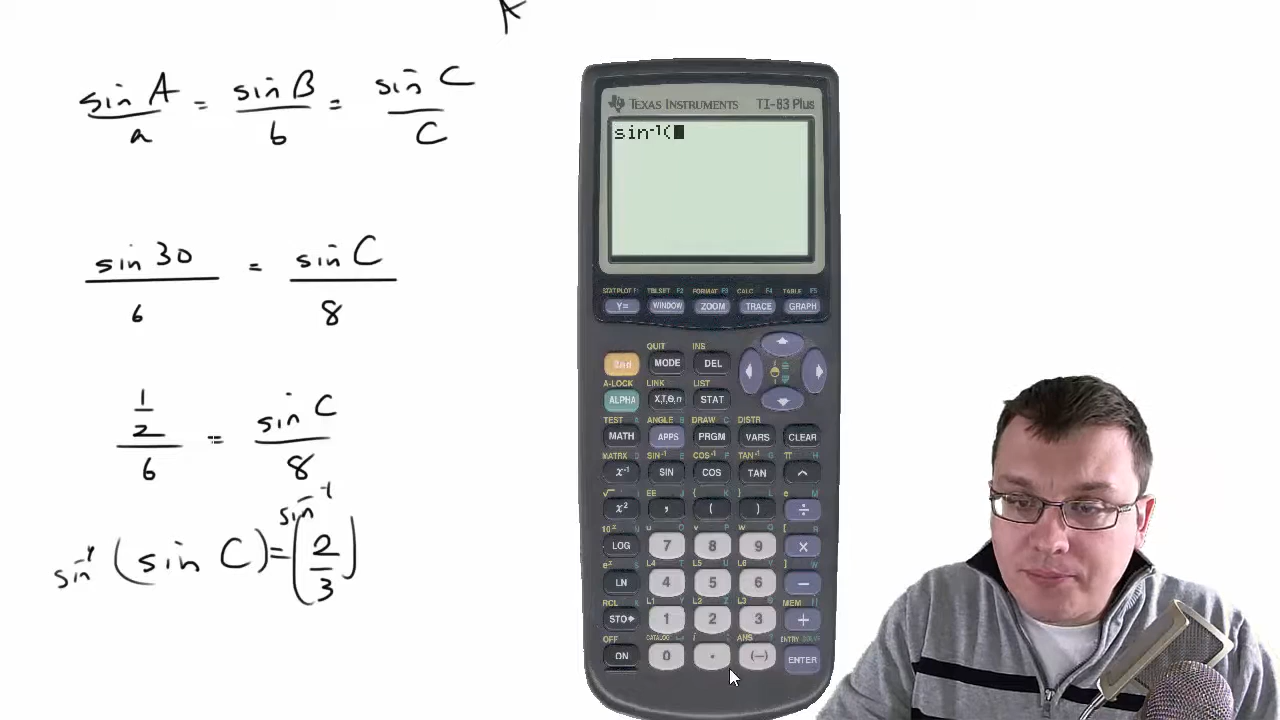 A
sin A / a = sin B / b = sin C / C
sin 30 / 6 = sin C / 8
1/2 / 6 = sin C / 8
sin⁻¹ (sin C) = sin⁻¹ (2/3)
TEXAS INSTRUMENTS TI-83 Plus
sin⁻¹(
STAT PLOT F1 TBLSET F2 FORMAT F3 CALC F4 TABLE F5
Y= WINDOW ZOOM TRACE GRAPH
QUIT INS
2nd MODE DEL
A-LOCK LINK LIST
ALPHA X,T,Θ,n STAT
TEST A ANGLE B DRAW C DISTR
MATH APPS PRGM VARS CLEAR
MATRX D SIN⁻¹ E COS⁻¹ F TAN⁻¹ G π H
x⁻¹ SIN COS TAN ^
√ I EE J { K } L e M
x² , ( ) ÷
10ˣ N u O v P w Q [ R
LOG 7 8 9 ×
eˣ S L4 T L5 U L6 V ] W
LN 4 5 6 −
RCL X L1 Y L2 Z L3 θ MEM "
STO▸ 1 2 3 +
OFF CATALOG i ANS ENTRY SOLVE
ON 0 . (−) ENTER